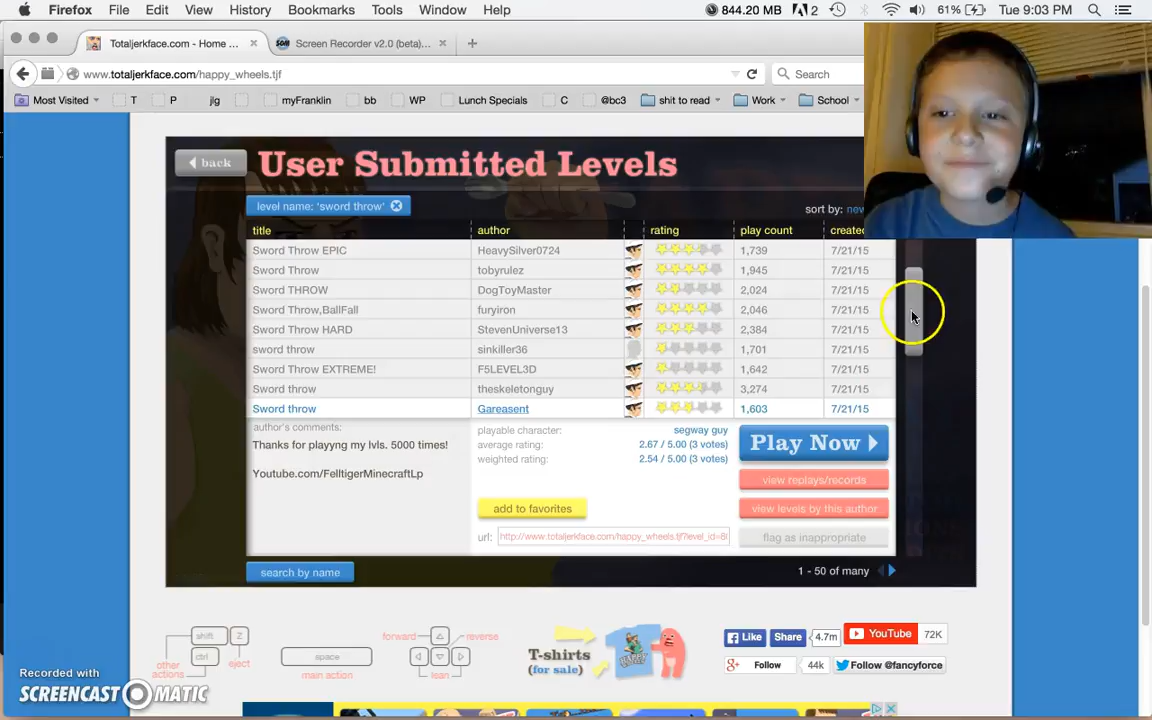 Firefox File Edit View History Bookmarks Tools Window Help 844.20 MB 2 61% Tue 9:03 PM
Totaljerkface.com - Home ... Screen Recorder v2.0 (beta)...
www.totaljerkface.com/happy_wheels.tjf Search
Most Visited T P jlg myFranklin bb WP Lunch Specials C @bc3 shit to read Work School
back User Submitted Levels
level name: 'sword throw' sort by:
title author rating play count created
Sword Throw EPIC HeavySilver0724 1,739 7/21/15
Sword Throw tobyrulez 1,945 7/21/15
Sword THROW DogToyMaster 2,024 7/21/15
Sword Throw,BallFall furyiron 2,046 7/21/15
Sword Throw HARD StevenUniverse13 2,384 7/21/15
sword throw sinkiller36 1,701 7/21/15
Sword Throw EXTREME! F5LEVEL3D 1,642 7/21/15
Sword throw theskeletonguy 3,274 7/21/15
Sword throw Gareasent 1,603 7/21/15
author's comments: playable character: segway guy Play Now
Thanks for playyng my lvls. 5000 times! average rating: 2.67 / 5.00 (3 votes)
weighted rating: 2.54 / 5.00 (3 votes)
Youtube.com/FelltigerMinecraftLp view replays/records
add to favorites view levels by this author
url: http://www.totaljerkface.com/happy_wheels.tjf?level_id= flag as inappropriate
search by name 1 - 50 of many
shift Z forward reverse Like Share 4.7m YouTube 72K
ctrl space T-shirts
other actions eject main action lean (for sale) Follow 44k Follow @fancyforce
Recorded with
SCREENCAST MATIC